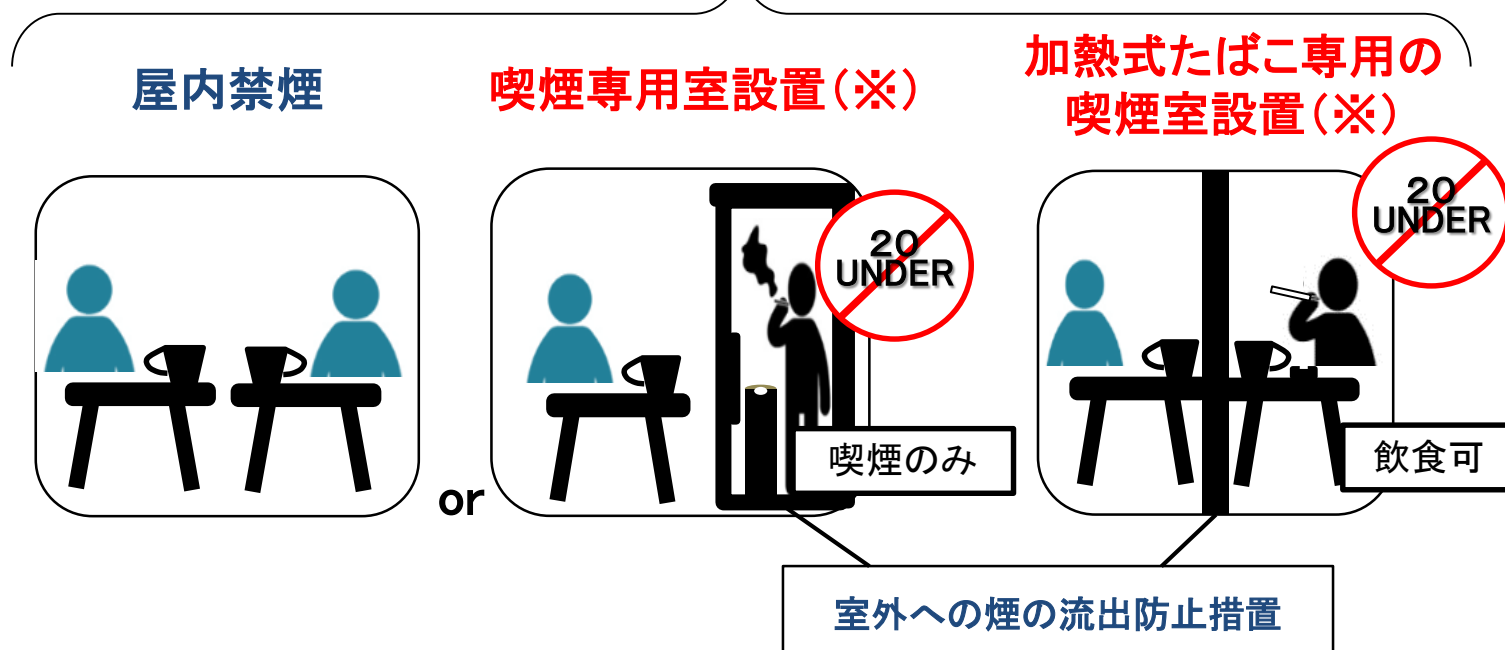 屋内禁煙
喫煙専用室設置(※)
加熱式たばこ専用の
喫煙室設置(※)
20
UNDER
20
UNDER
喫煙のみ
飲食可
or
室外への煙の流出防止措置